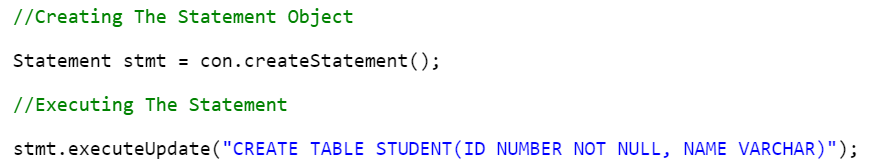 //Creating The Statement Object
Statement stmt = con.createStatement();
//Executing The Statement
stmt.executeUpdate("CREATE TABLE STUDENT(ID NUMBER NOT NULL, NAME VARCHAR)");